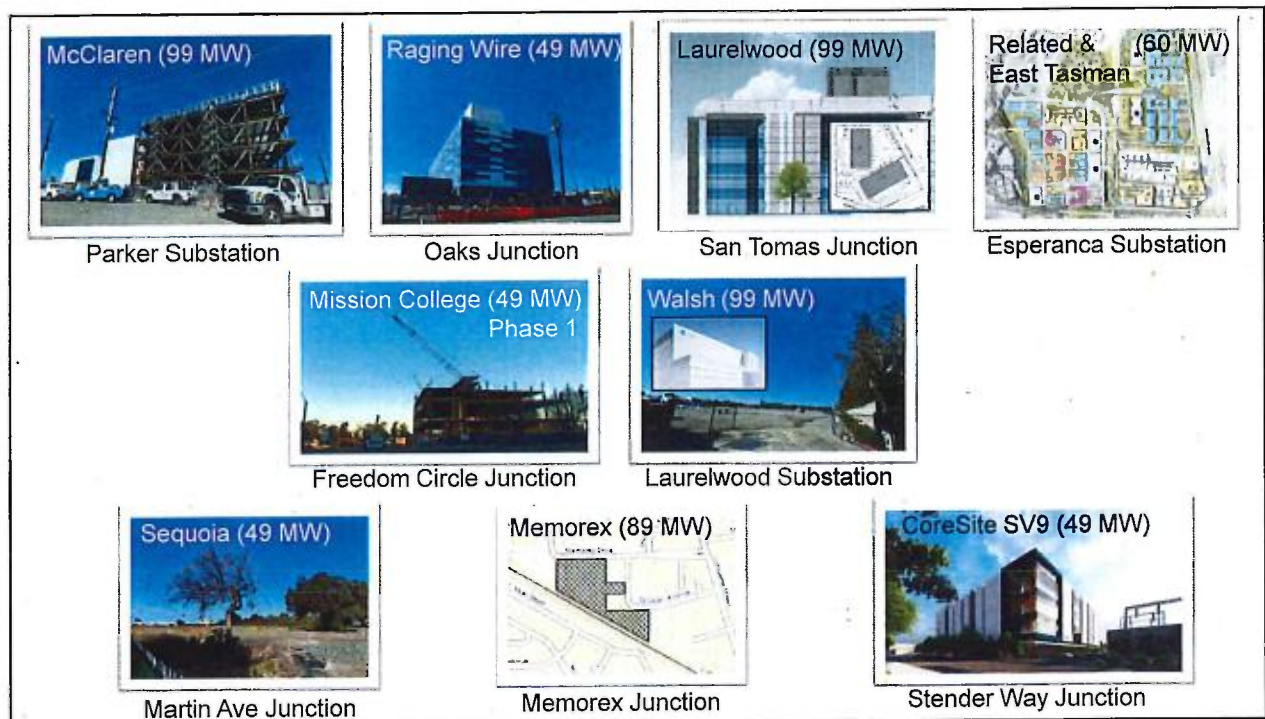 McClaren (99 MW)
Parker Substation
Raging Wire (49 MW)
Oaks Junction
Laurelwood (99 MW)
San Tomas Junction
Related & (60 MW)
East Tasman
Esperanca Substation
Mission College (49 MW)
Phase 1
Freedom Circle Junction
Walsh (99 MW)
Laurelwood Substation
Sequoia (49 MW)
Martin Ave Junction
Memorex (89 MW)
Memorex Junction
CoreSite SV9 (49 MW)
Stender Way Junction